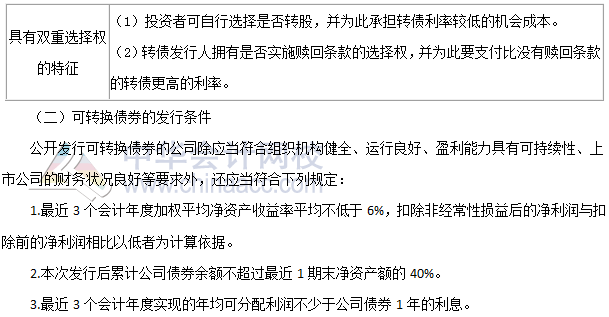 具有双重选择权
的特征
（1）投资者可自行选择是否转股，并为此承担转债利率较低的机会成本。
（2）转债发行人拥有是否实施赎回条款的选择权，并为此要支付比没有赎回条款
的转债更高的利率。
（二）可转换债券的发行条件
公开发行可转换债券的公司除应当符合组织机构健全、运行良好、盈利能力具有可持续性、上
市公司的财务状况良好等要求外，还应当符合下列规定：
1.最近 3 个会计年度加权平均净资产收益率平均不低于 6%，扣除非经常性损益后的净利润与扣
除前的净利润相比以低者为计算依据。
2.本次发行后累计公司债券余额不超过最近 1 期末净资产额的 40%。
3.最近 3 个会计年度实现的年均可分配利润不少于公司债券 1 年的利息。
中华会计网校
www.chinaacc.com